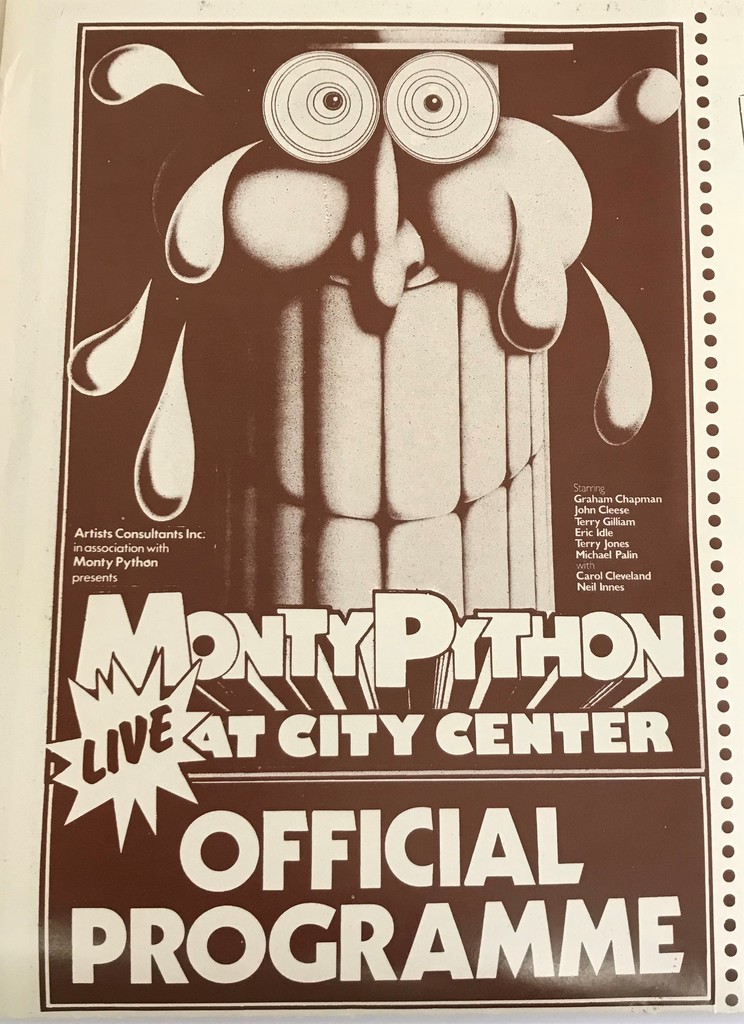 Artists Consultants Inc.
in association with
Monty Python
presents
Starring
Graham Chapman
John Cleese
Terry Gilliam
Eric Idle
Terry Jones
Michael Palin
with
Carol Cleveland
Neil Innes
MONTY PYTHON
LIVE AT CITY CENTER
OFFICIAL
PROGRAMME